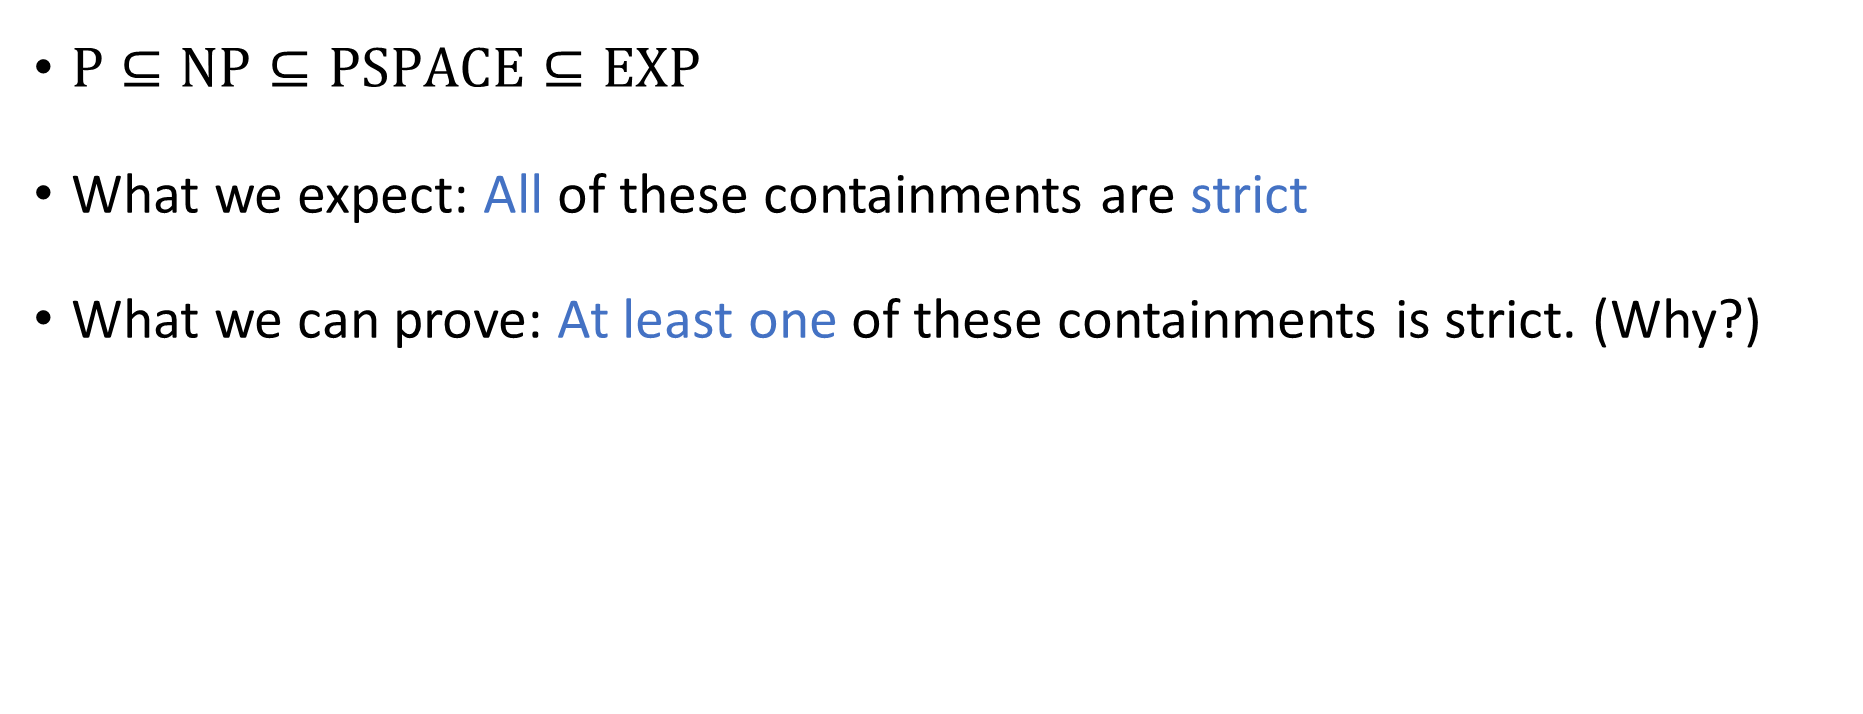 • P ⊆ NP ⊆ PSPACE ⊆ EXP
• What we expect: All of these containments are strict
• What we can prove: At least one of these containments is strict. (Why?)